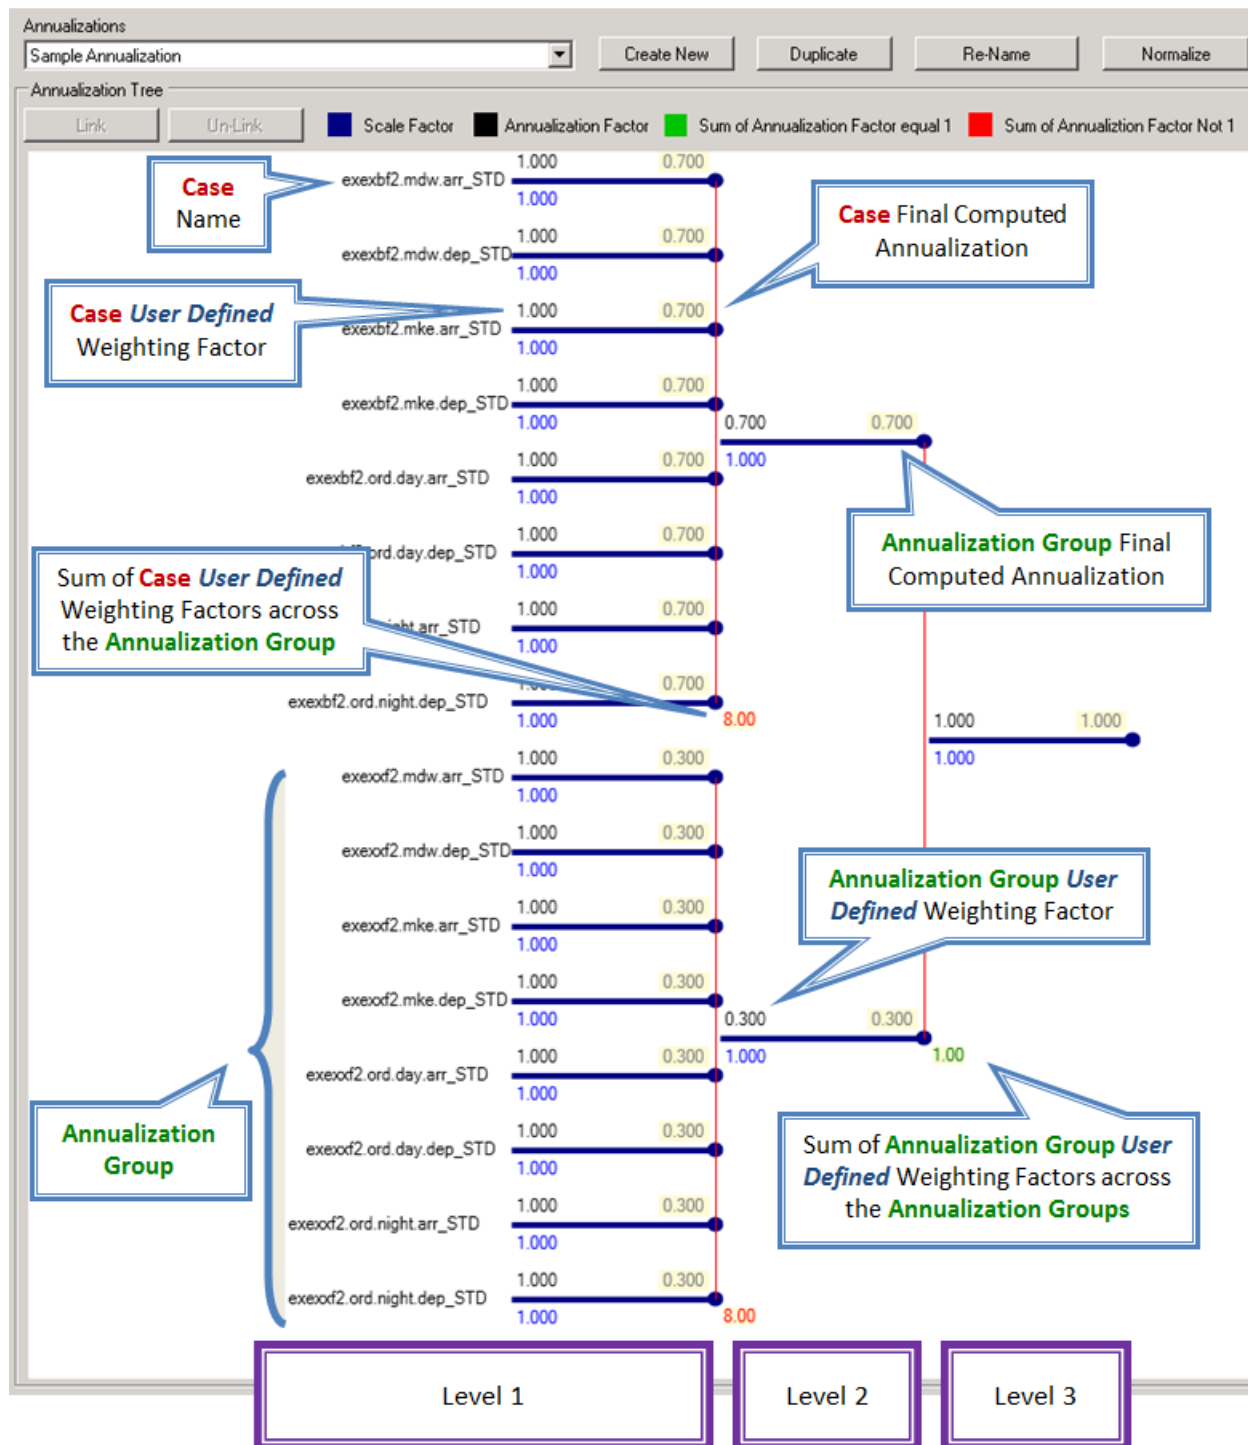 Annualizations
Sample Annualization
Create New
Duplicate
Re-Name
Normalize
Annualization Tree
Link
Un-Link
Scale Factor
Annualization Factor
Sum of Annualization Factor equal 1
Sum of Annualiztion Factor Not 1
Case
Name
exexbf2.mdw.arr_STD
1.000
0.700
1.000
Case Final Computed
Annualization
exexbf2.mdw.dep_STD
1.000
0.700
1.000
Case User Defined
Weighting Factor
exexbf2.mke.arr_STD
1.000
0.700
1.000
exexbf2.mke.dep_STD
1.000
0.700
1.000
0.700
0.700
1.000
exexbf2.ord.day.arr_STD
1.000
0.700
1.000
Annualization Group Final
Computed Annualization
ord.day.dep_STD
1.000
0.700
1.000
Sum of Case User Defined
Weighting Factors across
the Annualization Group
arr_STD
1.000
0.700
1.000
exexbf2.ord.night.dep_STD
0.700
1.000
8.00
1.000
1.000
1.000
exexxf2.mdw.arr_STD
1.000
0.300
1.000
exexxf2.mdw.dep_STD
1.000
0.300
1.000
Annualization Group User
Defined Weighting Factor
exexxf2.mke.arr_STD
1.000
0.300
1.000
exexxf2.mke.dep_STD
1.000
0.300
1.000
0.300
0.300
1.000
1.00
exexxf2.ord.day.arr_STD
1.000
0.300
1.000
Annualization
Group
exexxf2.ord.day.dep_STD
1.000
0.300
1.000
Sum of Annualization Group User
Defined Weighting Factors across
the Annualization Groups
exexxf2.ord.night.arr_STD
1.000
0.300
1.000
exexxf2.ord.night.dep_STD
1.000
0.300
1.000
8.00
Level 1
Level 2
Level 3